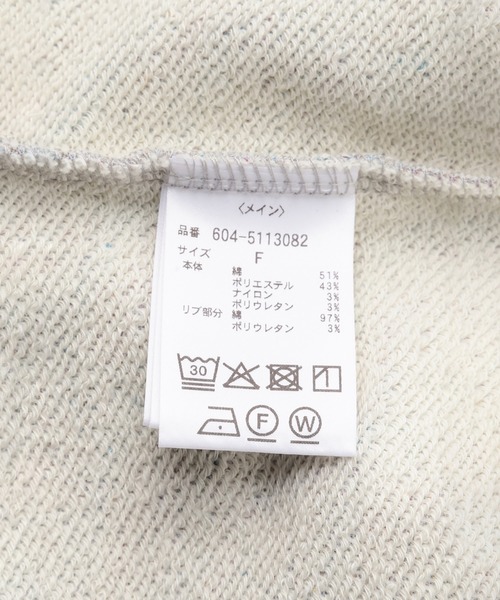 〈メイン〉
品番 604-5113082
サイズ F
本体 綿 51%
ポリエステル 43%
ナイロン 3%
ポリウレタン 3%
リブ部分 綿 97%
ポリウレタン 3%
30
F W